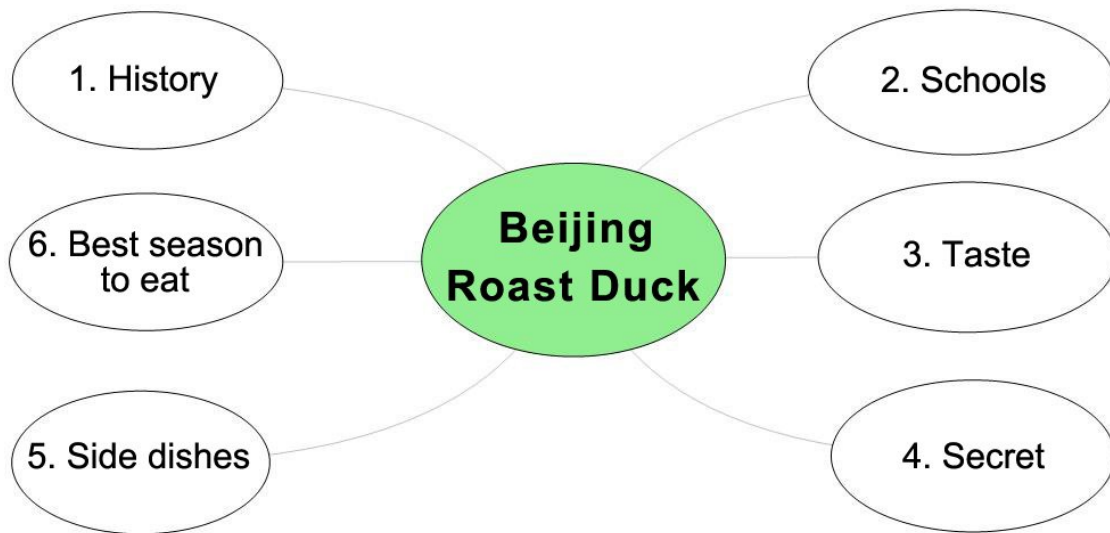 1. History
2. Schools
Beijing
Roast Duck
6. Best season
to eat
3. Taste
5. Side dishes
4. Secret